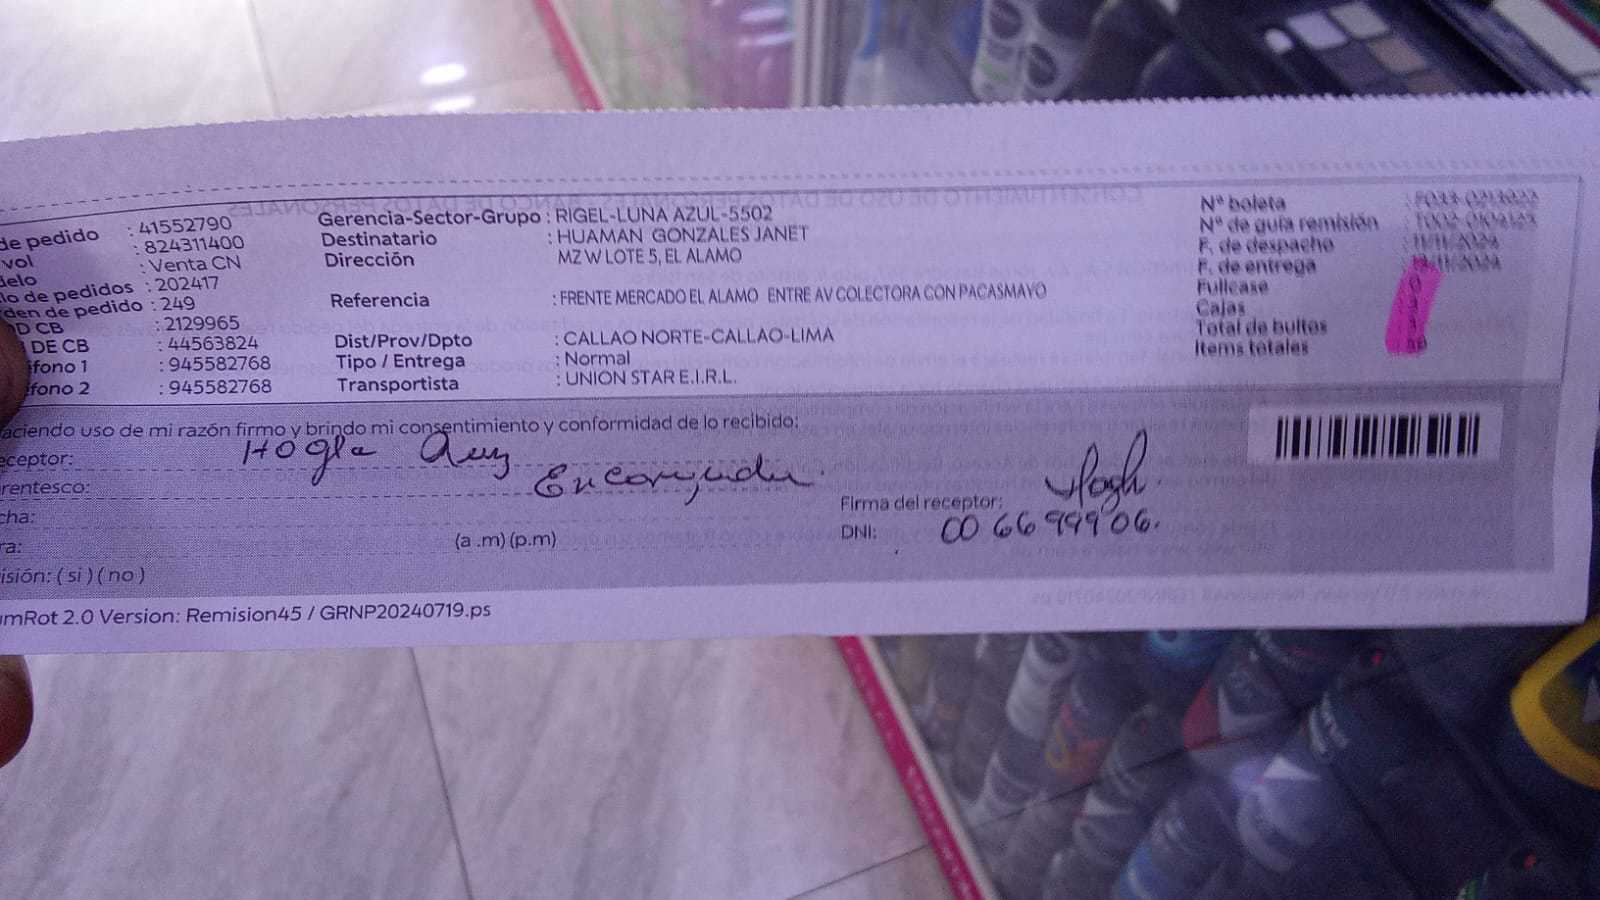 de pedido : 41552790
vol : 824311400
delo : Venta CN
lo de pedidos : 202417
den de pedido : 249
D CB : 2129965
DE CB : 44563824
fono 1 : 945582768
fono 2 : 945582768
Gerencia-Sector-Grupo : RIGEL-LUNA AZUL-5502
Destinatario : HUAMAN GONZALES JANET
Dirección MZ W LOTE 5, EL ALAMO
Referencia : FRENTE MERCADO EL ALAMO ENTRE AV COLECTORA CON PACASMAYO
Dist/Prov/Dpto : CALLAO NORTE-CALLAO-LIMA
Tipo / Entrega : Normal
Transportista : UNION STAR E.I.R.L.
Nº boleta
Nº de guía remisión
F. de despacho : 11/11/2024
F. de entrega
Fullcase : 0
Cajas
Total de bultos
Items totales
aciendo uso de mi razón firmo y brindo mi consentimiento y conformidad de lo recibido:
eceptor: Hogla
rentesco: Encargada
cha:
ra: (a .m) (p.m)
isión: ( si ) ( no )
Firma del receptor:
DNI: 006699906.
mRot 2.0 Version: Remision45 / GRNP20240719.ps